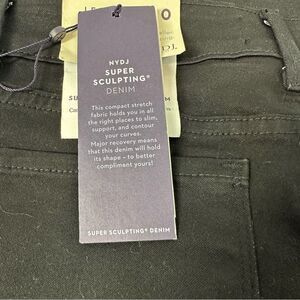 NYDJ
SUPER
SCULPTING®
DENIM
This compact stretch
fabric holds you in all
the right places to slim,
support, and contour
your curves.
Major recovery means
that this denim will hold
its shape – to better
compliment yours!
SUPER SCULPTING® DENIM